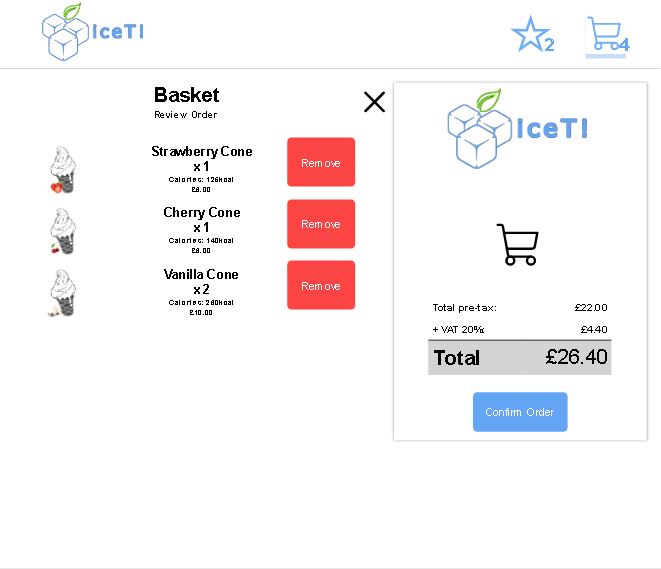 IceTI
2
4
Basket
Review Order
Strawberry Cone
x 1
Calories: 125kcal
£6.00
Remove
Cherry Cone
x 1
Calories: 140kcal
£6.00
Remove
Vanilla Cone
x 2
Calories: 260kcal
£10.00
Remove
IceTI
Total pre-tax: £22.00
+ VAT 20%: £4.40
Total £26.40
Confirm Order